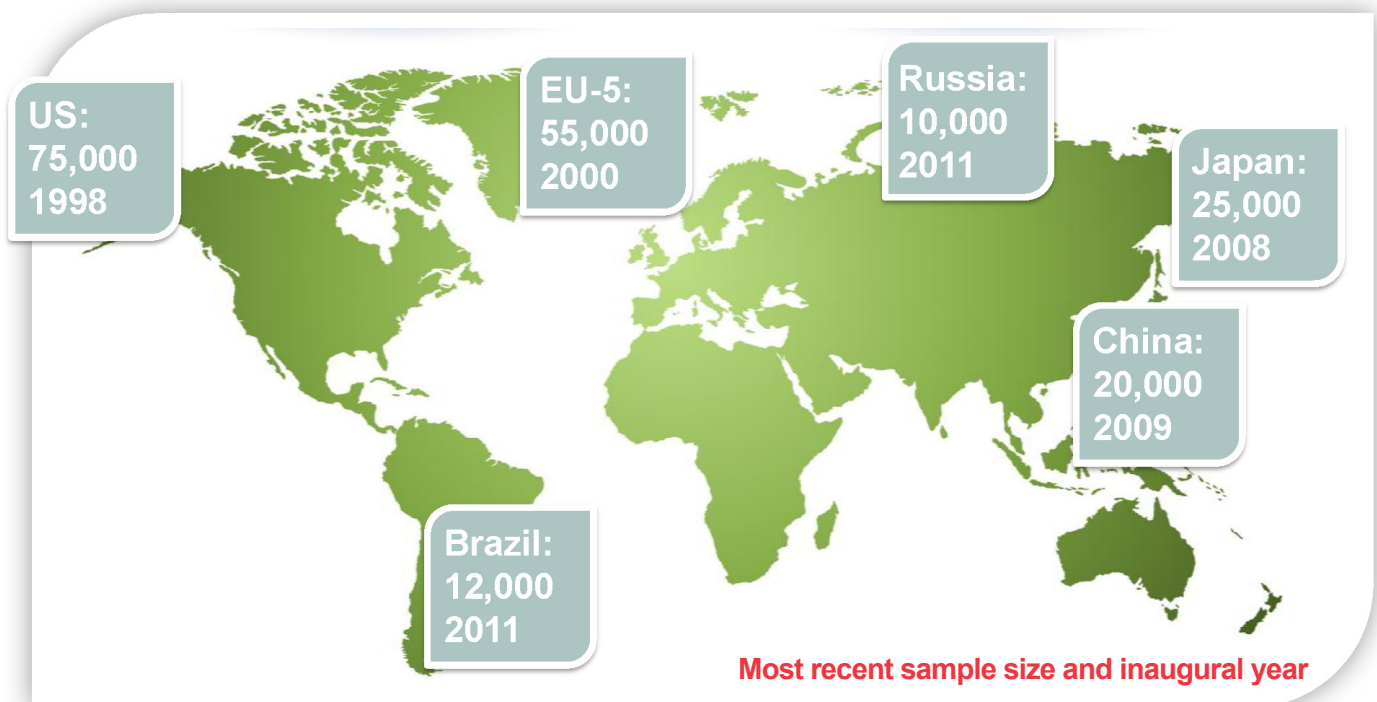 US:
75,000
1998
EU-5:
55,000
2000
Russia:
10,000
2011
Japan:
25,000
2008
China:
20,000
2009
Brazil:
12,000
2011
Most recent sample size and inaugural year